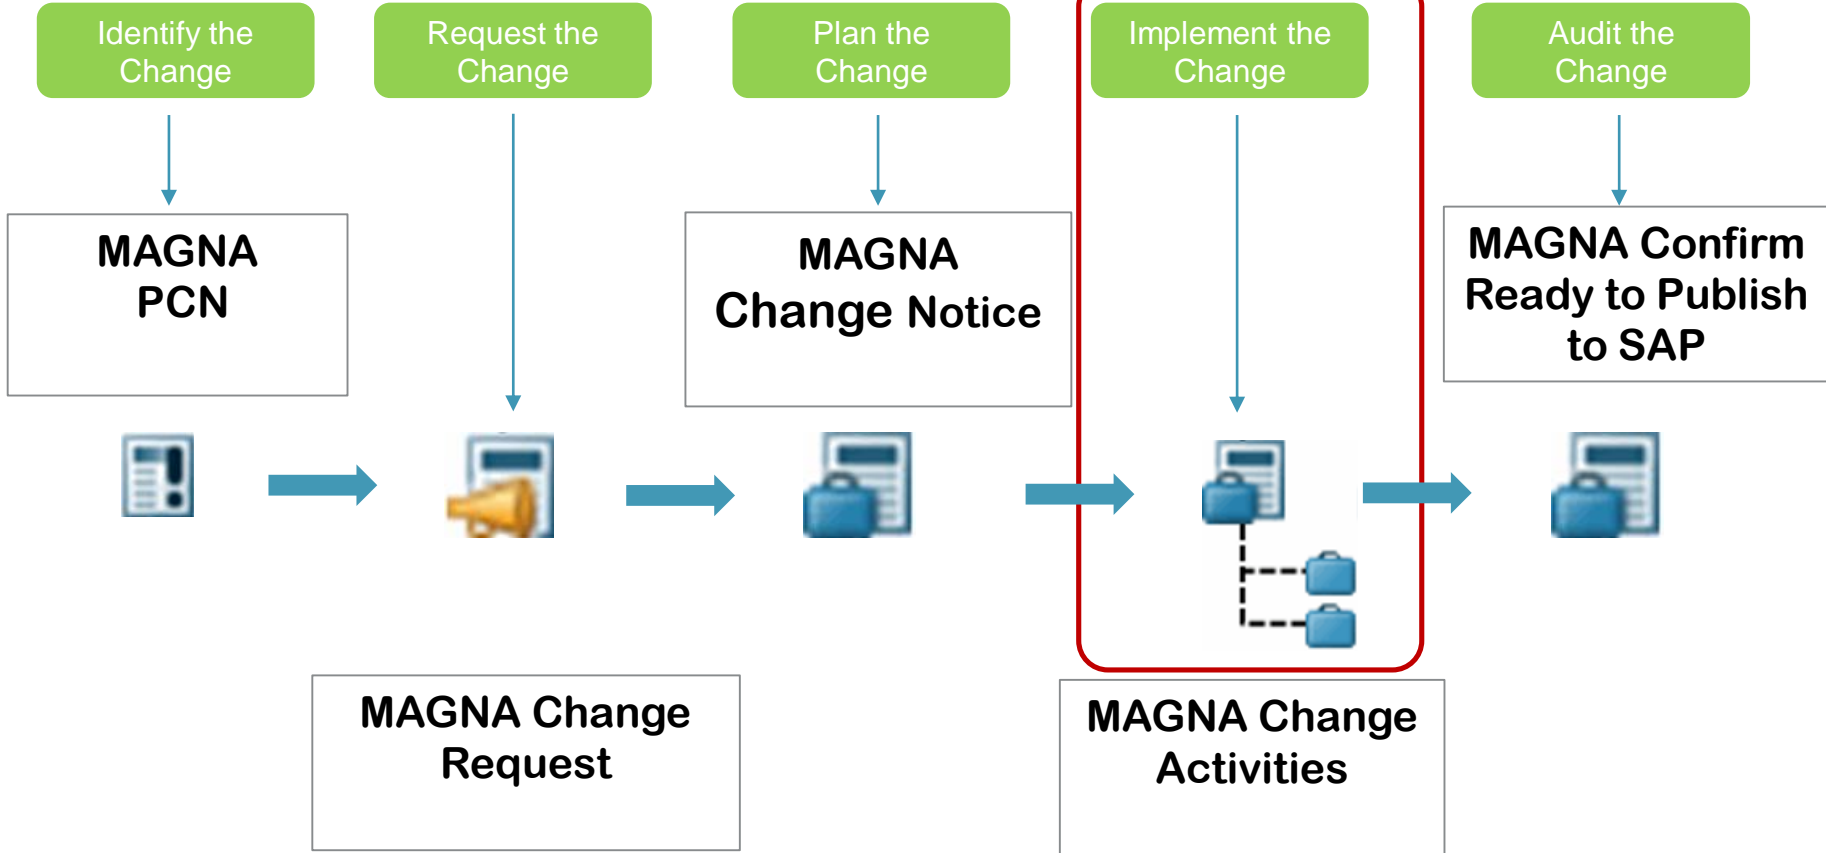 Identify the
Change
Request the
Change
Plan the
Change
Implement the
Change
Audit the
Change
MAGNA
PCN
MAGNA
Change Notice
MAGNA Confirm
Ready to Publish
to SAP
MAGNA Change
Request
MAGNA Change
Activities